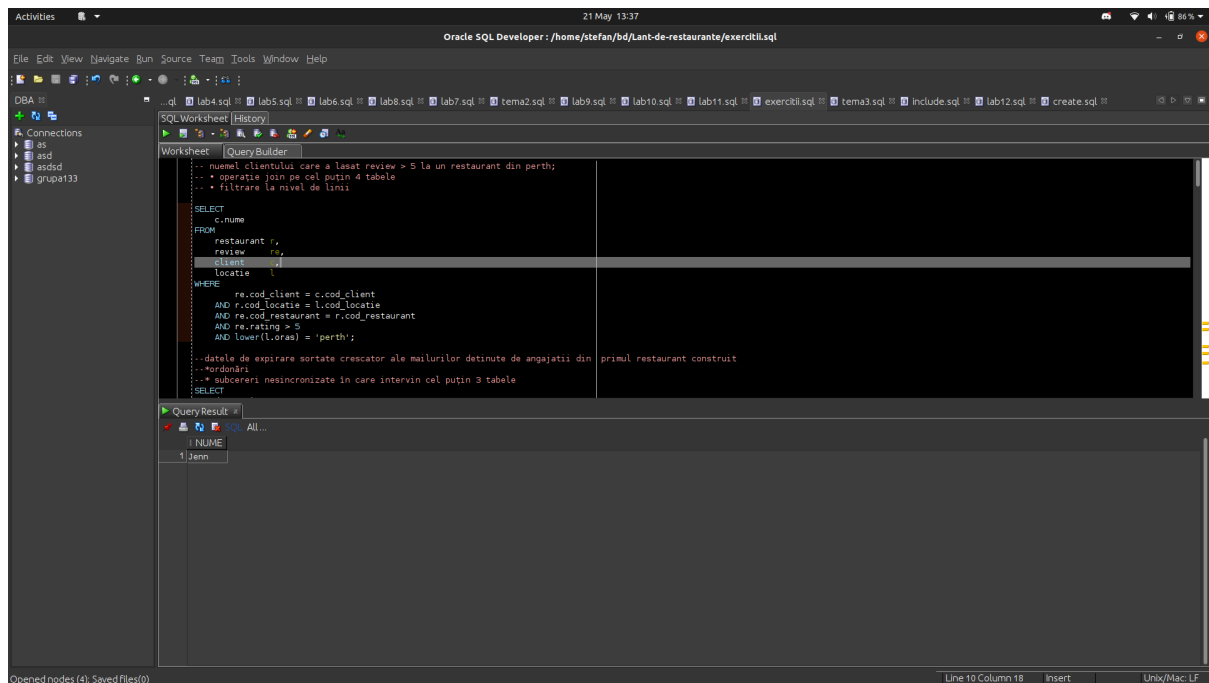 Activities
21 May 13:37
86 %
Oracle SQL Developer : /home/stefan/bd/Lant-de-restaurante/exercitii.sql
File Edit View Navigate Run Source Team Tools Window Help
DBA
...ql lab4.sql lab5.sql lab6.sql lab8.sql lab7.sql tema2.sql lab9.sql lab10.sql lab11.sql exercitii.sql tema3.sql include.sql lab12.sql create.sql
SQL Worksheet History
Connections
as
asd
asdsd
grupa133
Worksheet Query Builder
-- nuemel clientului care a lasat review > 5 la un restaurant din perth;
-- • operație join pe cel puțin 4 tabele
-- • filtrare la nivel de linii
SELECT
c.nume
FROM
restaurant r,
review re,
client c,
locatie l
WHERE
re.cod_client = c.cod_client
AND r.cod_locatie = l.cod_locatie
AND re.cod_restaurant = r.cod_restaurant
AND re.rating > 5
AND lower(l.oras) = 'perth';
--datele de expirare sortate crescator ale mailurilor detinute de angajatii din primul restaurant construit
--*ordonări
--* subcereri nesincronizate în care intervin cel puțin 3 tabele
SELECT
Query Result
SQL All...
NUME
1 Jenn
Opened nodes (4); Saved files(0)
Line 10 Column 18 Insert Unix/Mac: LF